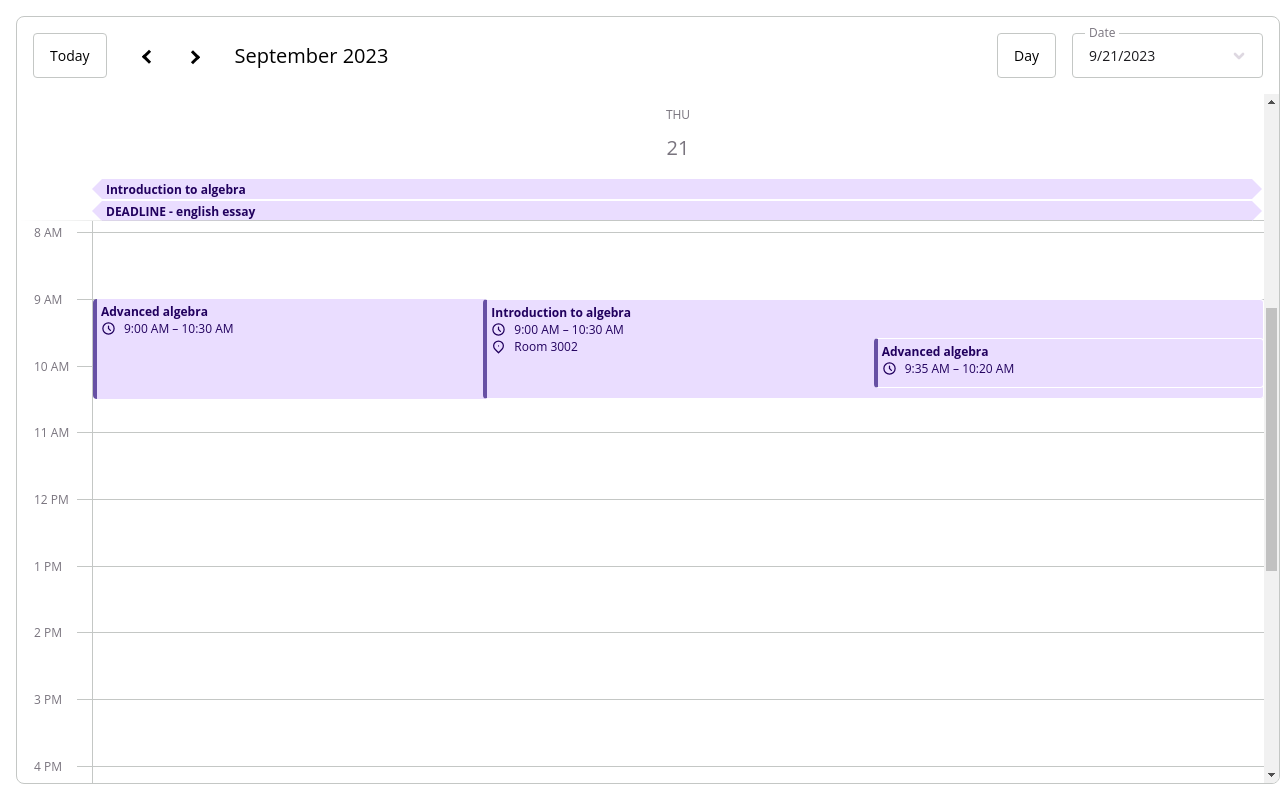 Today
September 2023
Day
Date
9/21/2023
THU
21
Introduction to algebra
DEADLINE - english essay
8 AM
9 AM
Advanced algebra
9:00 AM – 10:30 AM
Introduction to algebra
9:00 AM – 10:30 AM
Room 3002
Advanced algebra
9:35 AM – 10:20 AM
10 AM
11 AM
12 PM
1 PM
2 PM
3 PM
4 PM